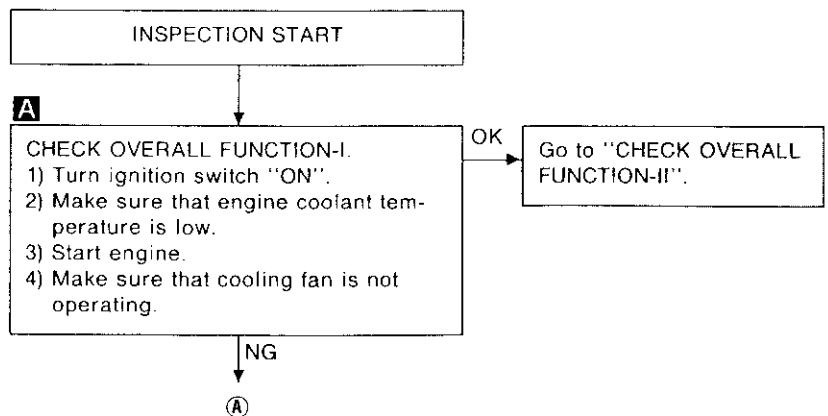 INSPECTION START
A
CHECK OVERALL FUNCTION-I.
1) Turn ignition switch "ON".
2) Make sure that engine coolant tem-
perature is low.
3) Start engine.
4) Make sure that cooling fan is not
operating.
OK
Go to "CHECK OVERALL
FUNCTION-II".
NG
A